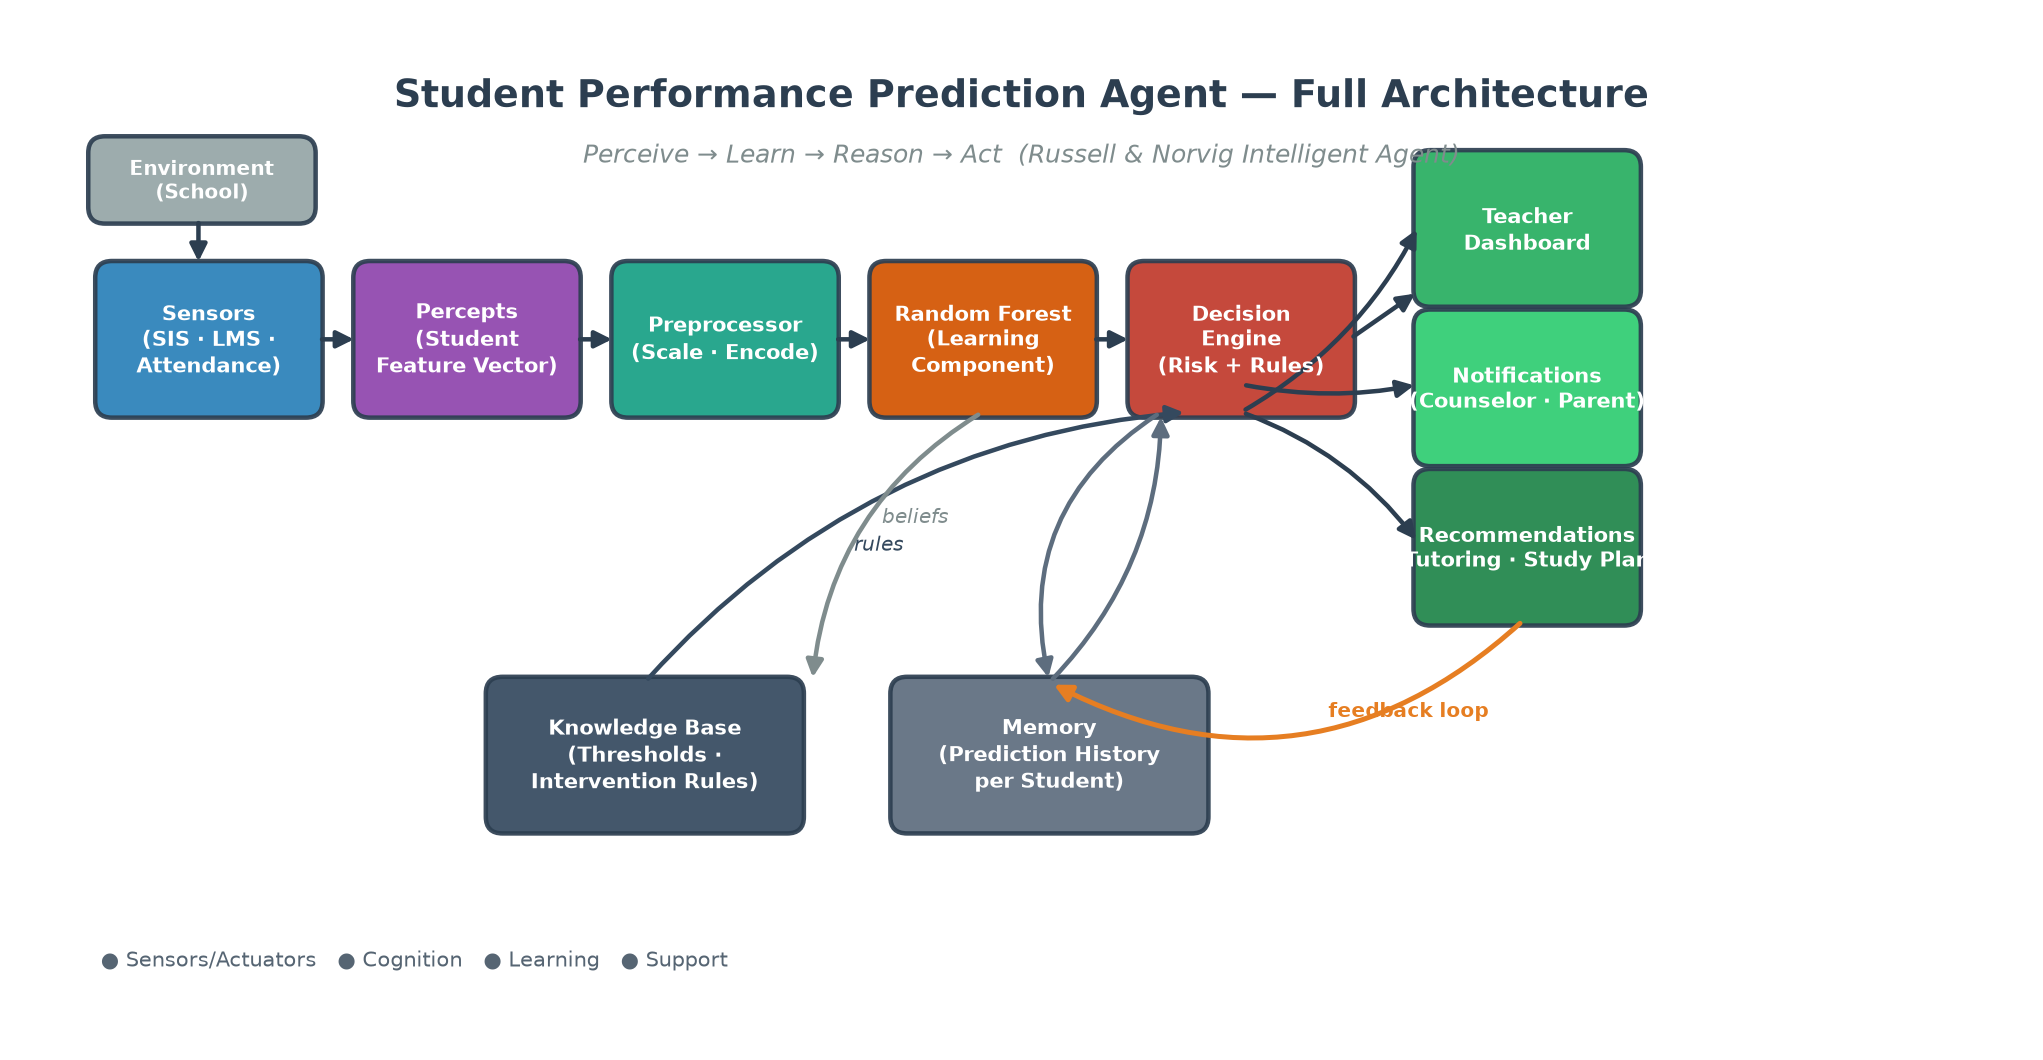 Student Performance Prediction Agent — Full Architecture
Perceive → Learn → Reason → Act (Russell & Norvig Intelligent Agent)
Environment
(School)
Sensors
(SIS · LMS ·
Attendance)
Percepts
(Student
Feature Vector)
Preprocessor
(Scale · Encode)
Random Forest
(Learning
Component)
Decision
Engine
(Risk + Rules)
Teacher
Dashboard
Notifications
(Counselor · Parent)
Recommendations
Tutoring · Study Plan
beliefs
rules
feedback loop
Knowledge Base
(Thresholds ·
Intervention Rules)
Memory
(Prediction History
per Student)
● Sensors/Actuators ● Cognition ● Learning ● Support